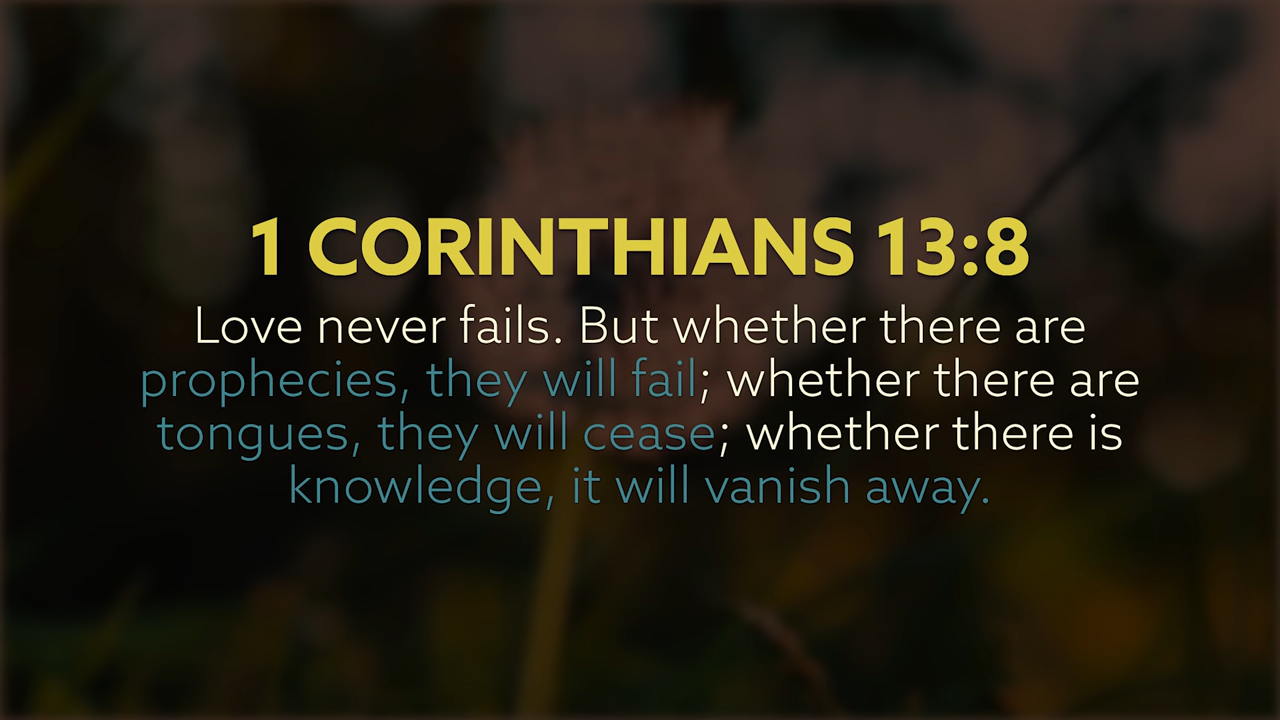 1 CORINTHIANS 13:8
Love never fails. But whether there are
prophecies, they will fail; whether there are
tongues, they will cease; whether there is
knowledge, it will vanish away.